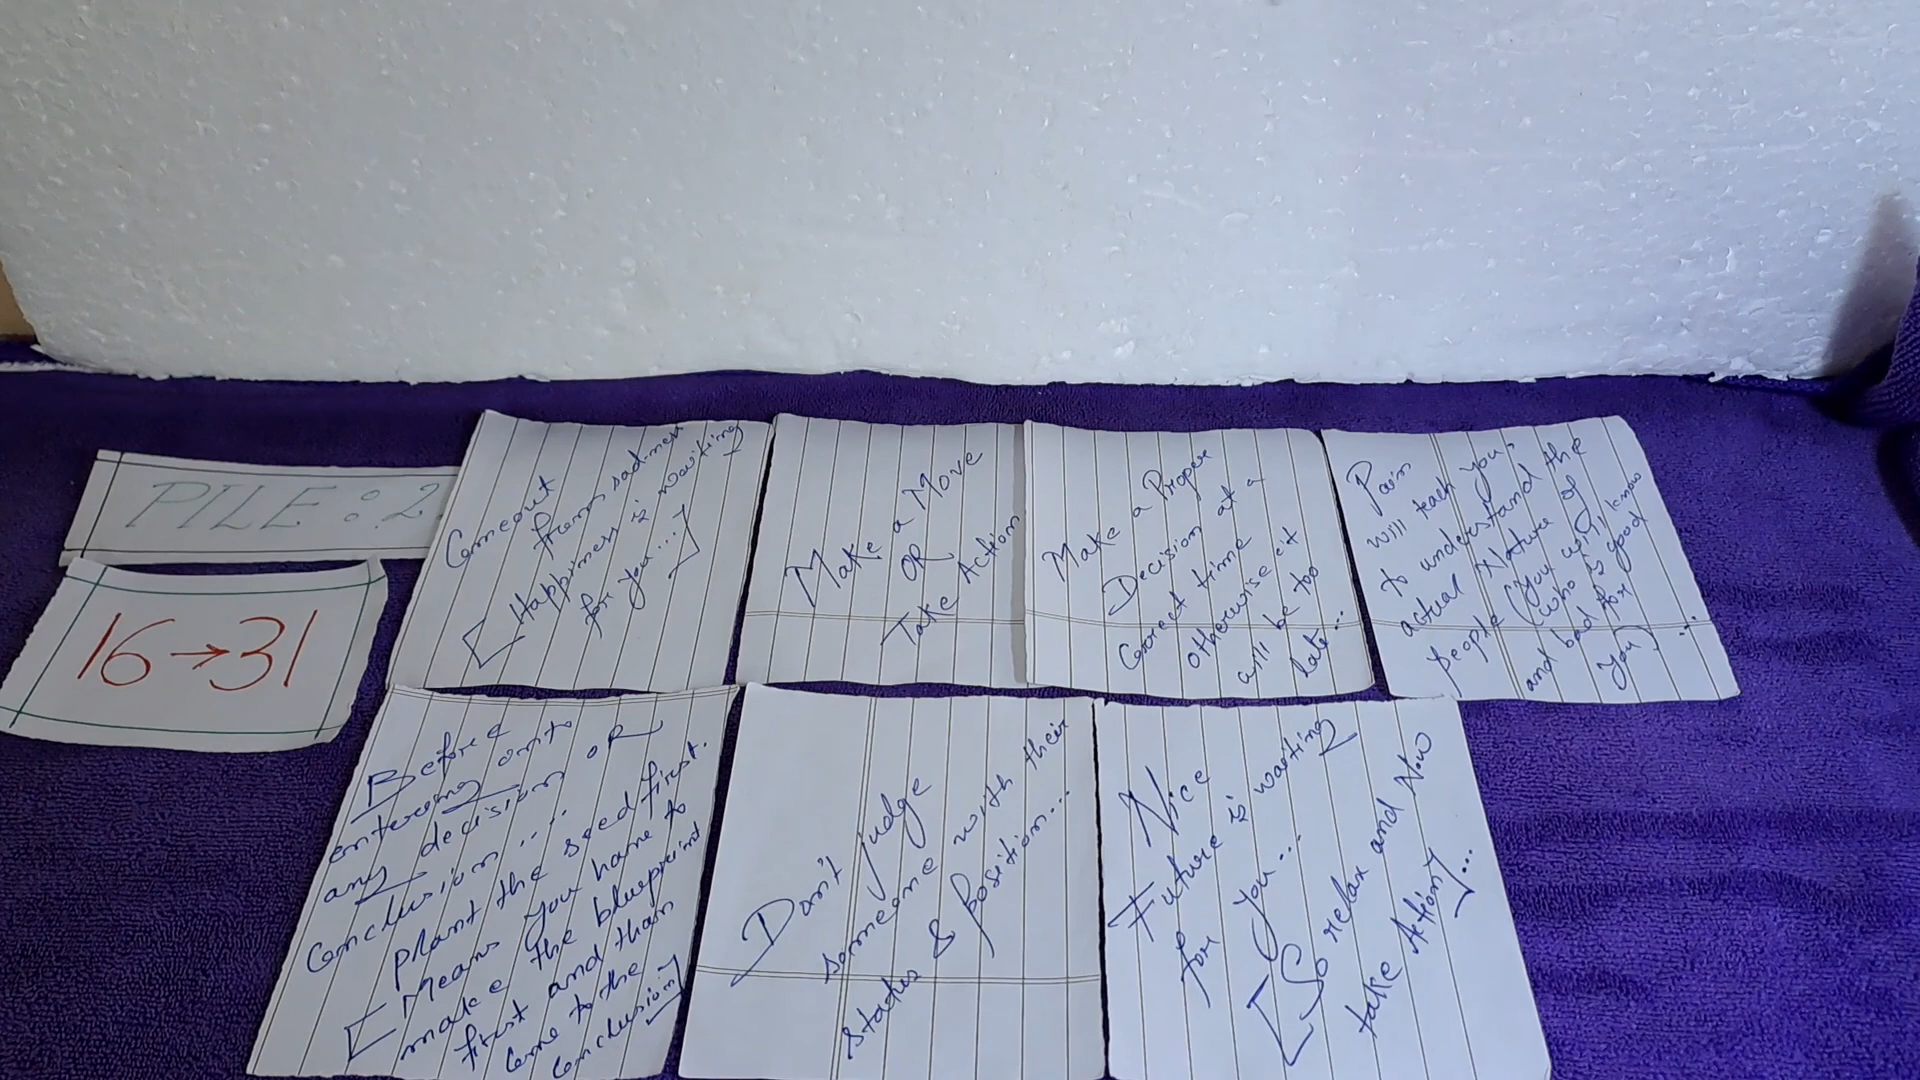 PILE : 2
16 → 31
Comeout
from sadness
[Happiness is waiting
for you...]
Make a Move
OR
Take Action
Make a Proper
Decision at a
Correct time
otherwise it
will be too
late...
Pain
will teach you,
to understand the
actual Nature of
people (you will know
who is good
and bad for
you)...
Before
entering onto
any decision OR
Conclusion....
plant the seed first.
[Means you have to
make the blueprint
first and than
Come to the
Conclusion]
Don't judge
someone with their
status & position...
Nice
Future is waiting
for you...
[So relax and Now
take Action]...